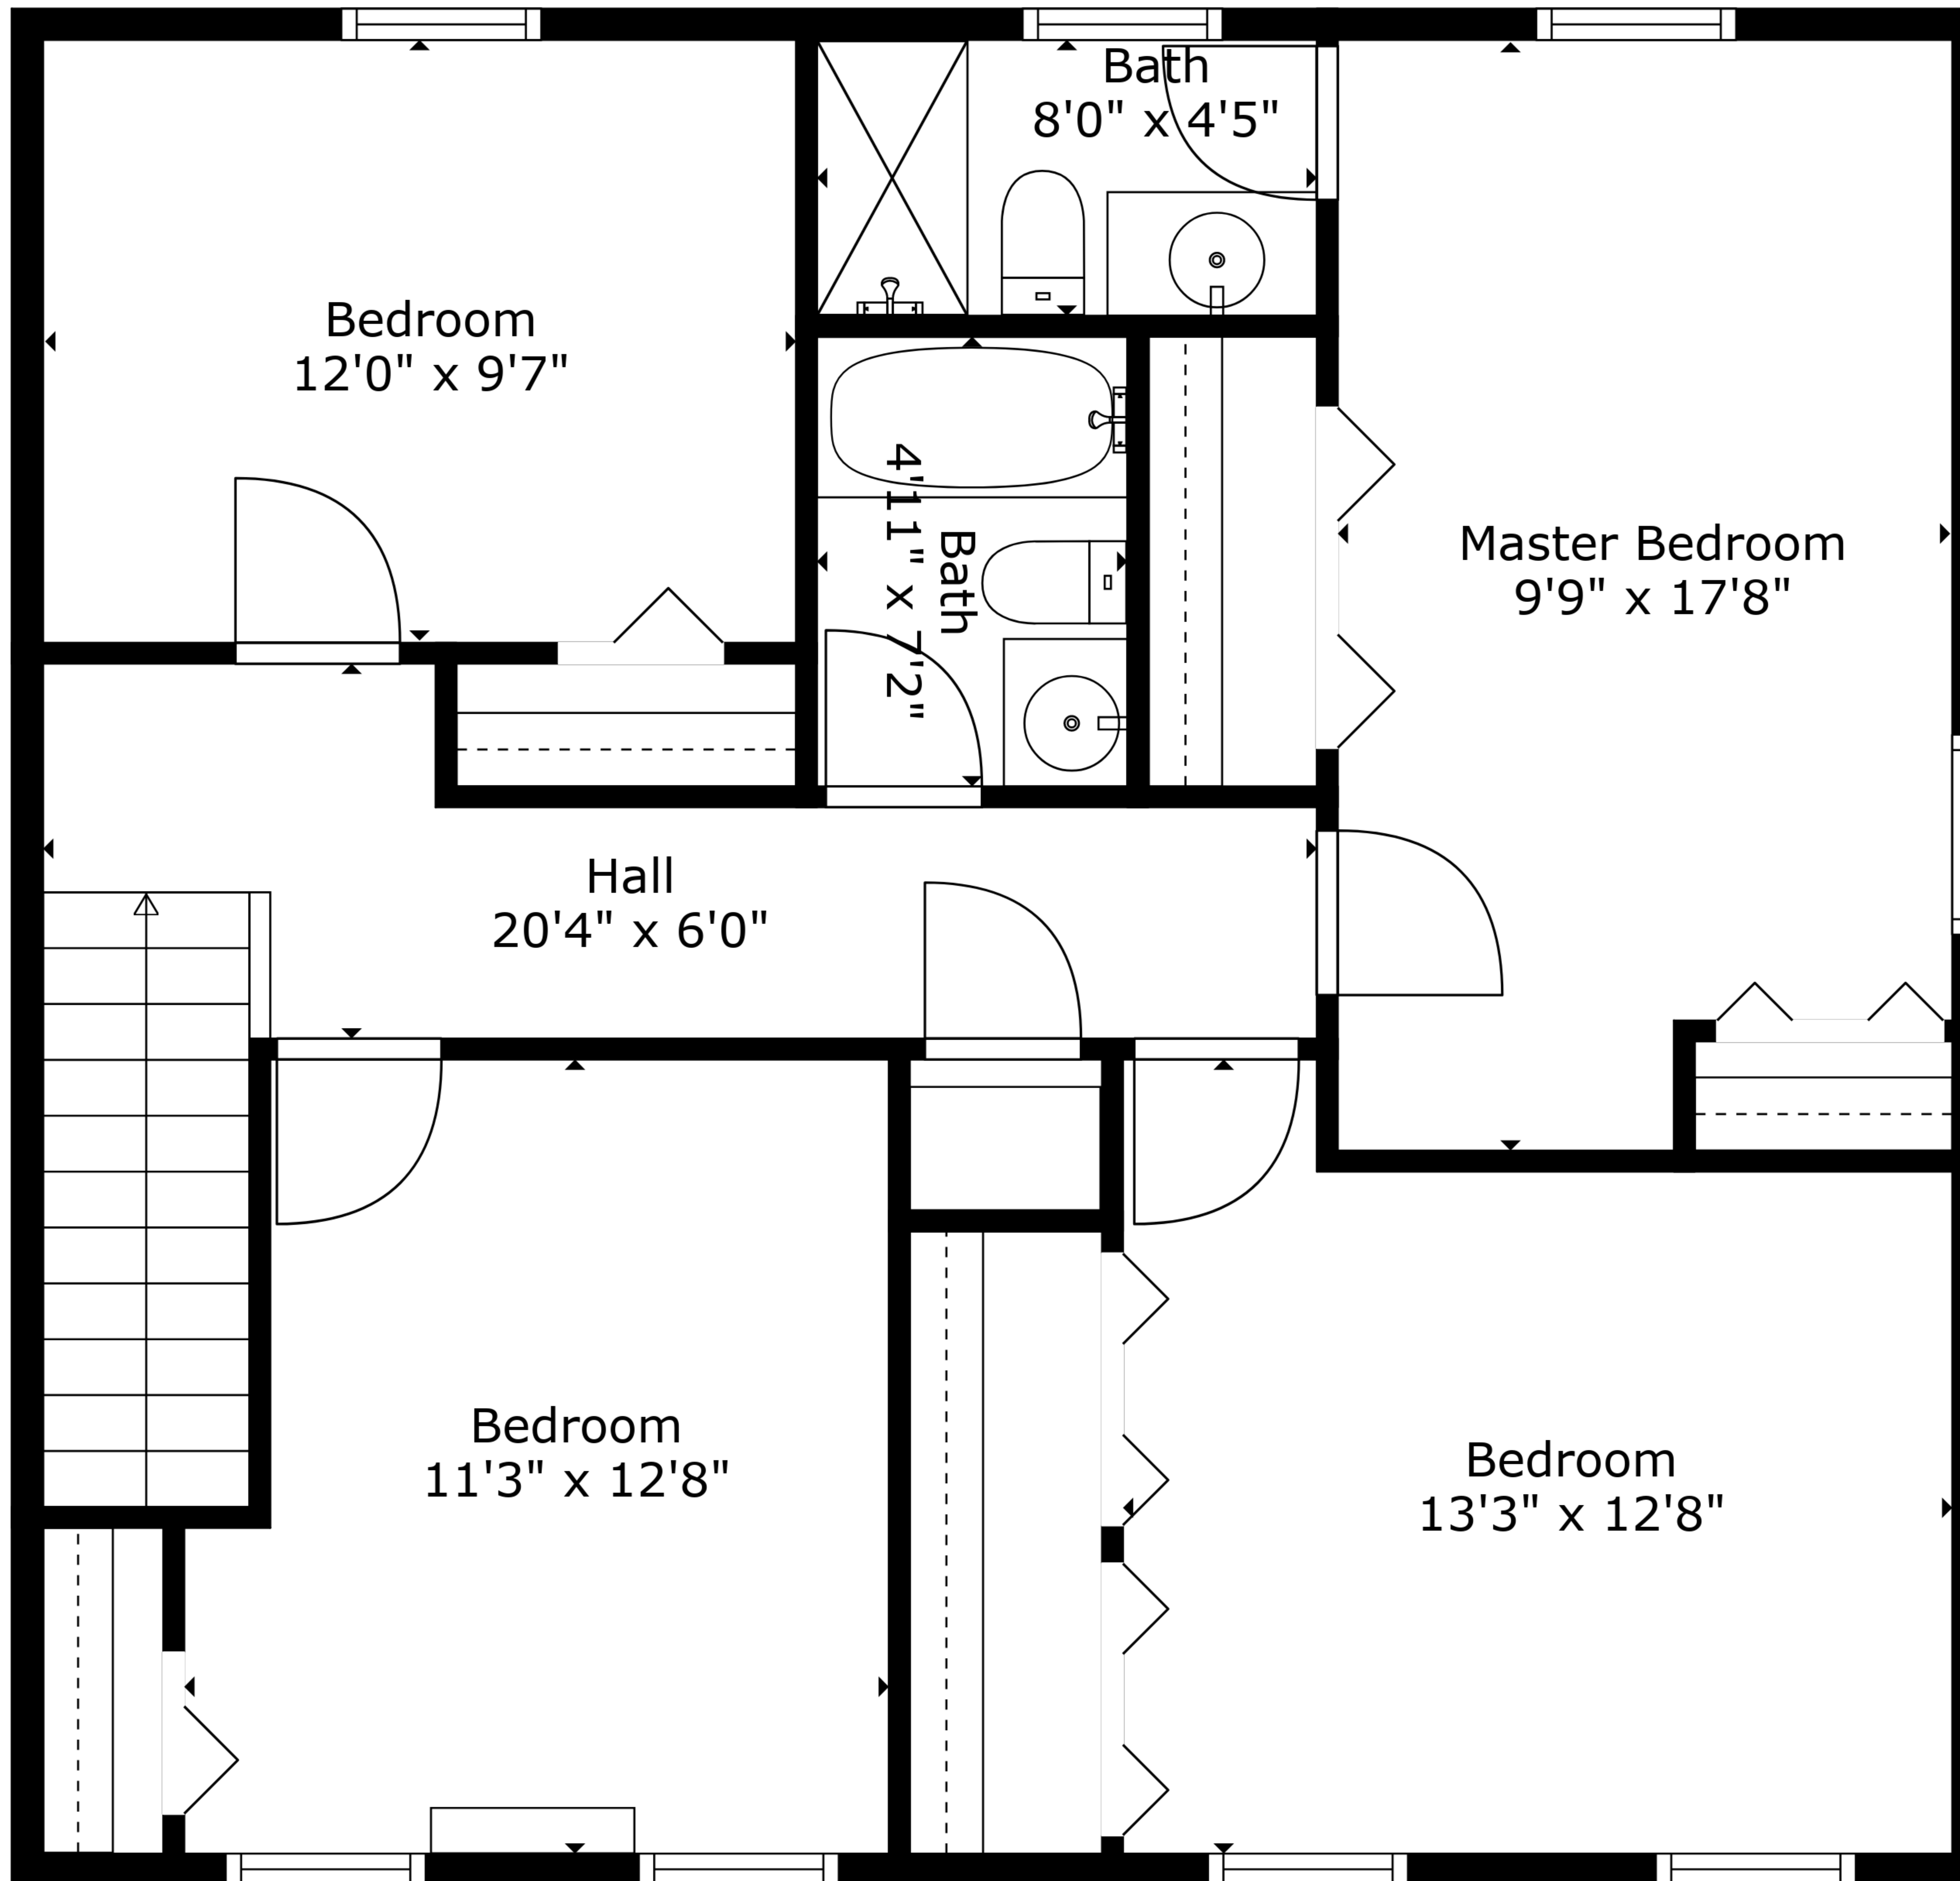 Bath
8'0" x 4'5"
Bedroom
12'0" x 9'7"
Bath
4'11" x 7'2"
Master Bedroom
9'9" x 17'8"
Hall
20'4" x 6'0"
Bedroom
11'3" x 12'8"
Bedroom
13'3" x 12'8"